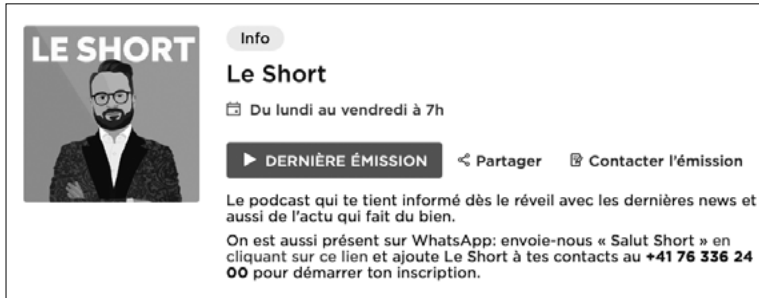 LE SHORT
Info
Le Short
Du lundi au vendredi à 7h
DERNIÈRE ÉMISSION Partager Contacter l'émission
Le podcast qui te tient informé dès le réveil avec les dernières news et
aussi de l'actu qui fait du bien.
On est aussi présent sur WhatsApp: envoie-nous « Salut Short » en
cliquant sur ce lien et ajoute Le Short à tes contacts au +41 76 336 24
00 pour démarrer ton inscription.